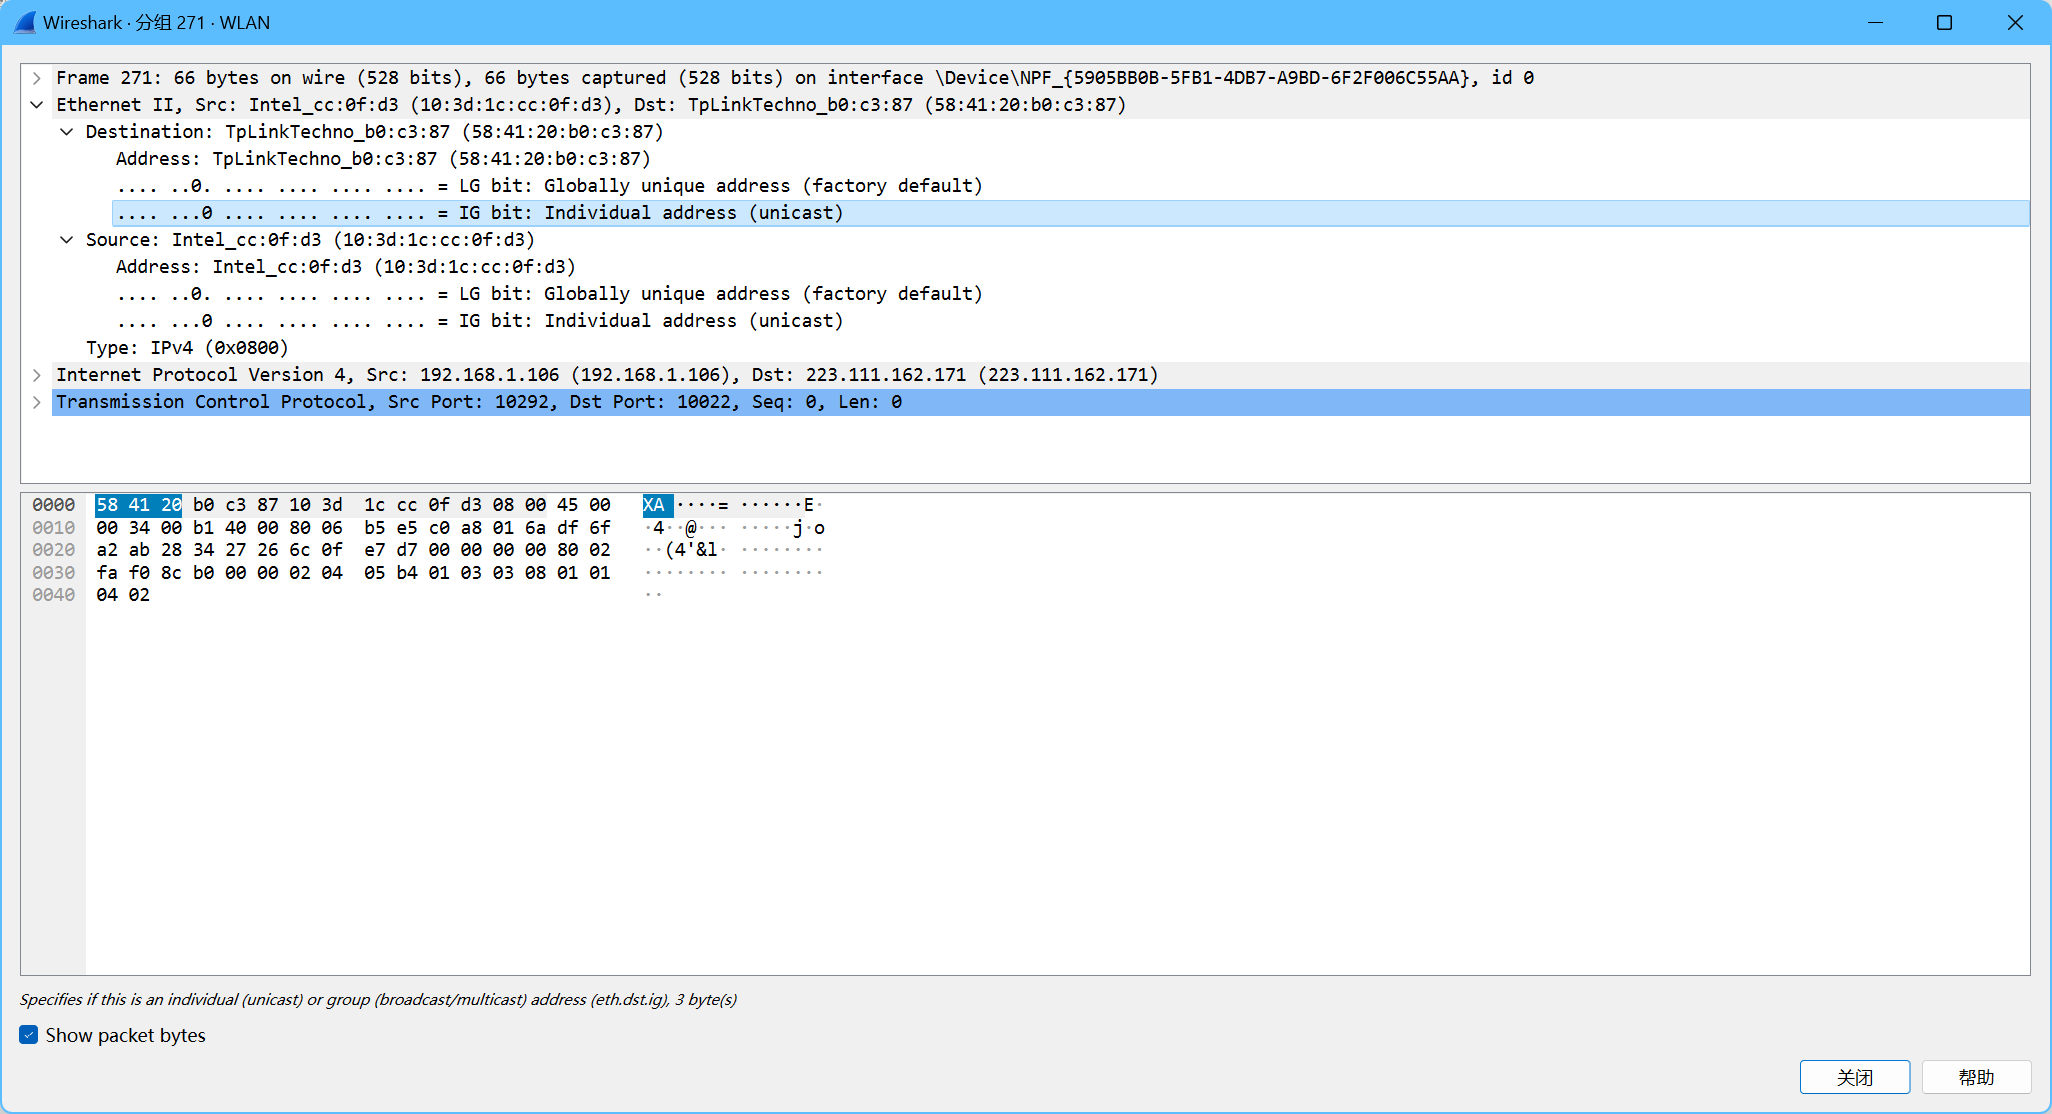 Wireshark · 分组 271 · WLAN
Frame 271: 66 bytes on wire (528 bits), 66 bytes captured (528 bits) on interface \Device\NPF_{5905BB0B-5FB1-4DB7-A9BD-6F2F006C55AA}, id 0
Ethernet II, Src: Intel_cc:0f:d3 (10:3d:1c:cc:0f:d3), Dst: TpLinkTechno_b0:c3:87 (58:41:20:b0:c3:87)
Destination: TpLinkTechno_b0:c3:87 (58:41:20:b0:c3:87)
Address: TpLinkTechno_b0:c3:87 (58:41:20:b0:c3:87)
.... ..0. .... .... .... .... = LG bit: Globally unique address (factory default)
.... ...0 .... .... .... .... = IG bit: Individual address (unicast)
Source: Intel_cc:0f:d3 (10:3d:1c:cc:0f:d3)
Address: Intel_cc:0f:d3 (10:3d:1c:cc:0f:d3)
.... ..0. .... .... .... .... = LG bit: Globally unique address (factory default)
.... ...0 .... .... .... .... = IG bit: Individual address (unicast)
Type: IPv4 (0x0800)
Internet Protocol Version 4, Src: 192.168.1.106 (192.168.1.106), Dst: 223.111.162.171 (223.111.162.171)
Transmission Control Protocol, Src Port: 10292, Dst Port: 10022, Seq: 0, Len: 0
0000 58 41 20 b0 c3 87 10 3d 1c cc 0f d3 08 00 45 00 XA ····= ······E·
0010 00 34 00 b1 40 00 80 06 b5 e5 c0 a8 01 6a df 6f ·4··@··· ·····j·o
0020 a2 ab 28 34 27 26 6c 0f e7 d7 00 00 00 00 80 02 ··(4'&l· ········
0030 fa f0 8c b0 00 00 02 04 05 b4 01 03 03 08 01 01 ········ ········
0040 04 02 ··
Specifies if this is an individual (unicast) or group (broadcast/multicast) address (eth.dst.ig), 3 byte(s)
Show packet bytes
关闭 帮助